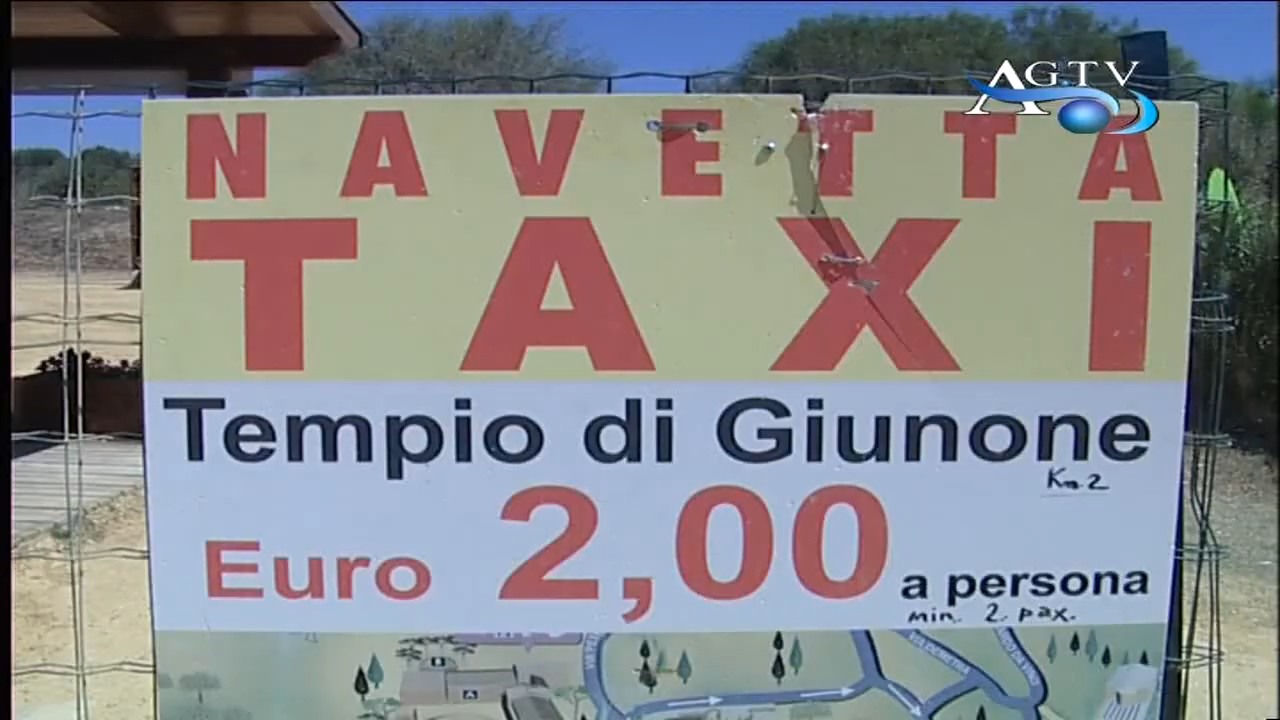 AGTV
NAVETTA
TAXI
Tempio di Giunone
Km. 2
Euro 2,00 a persona
min. 2. pax.